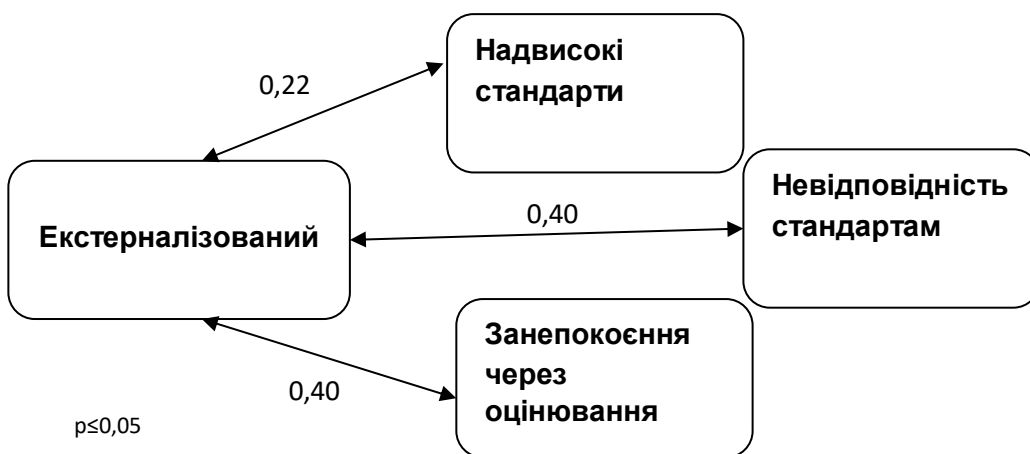 Надвисокі
стандарти
0,22
Невідповідність
стандартам
Екстерналізований
0,40
Занепокоєння
через
оцінювання
0,40
p≤0,05